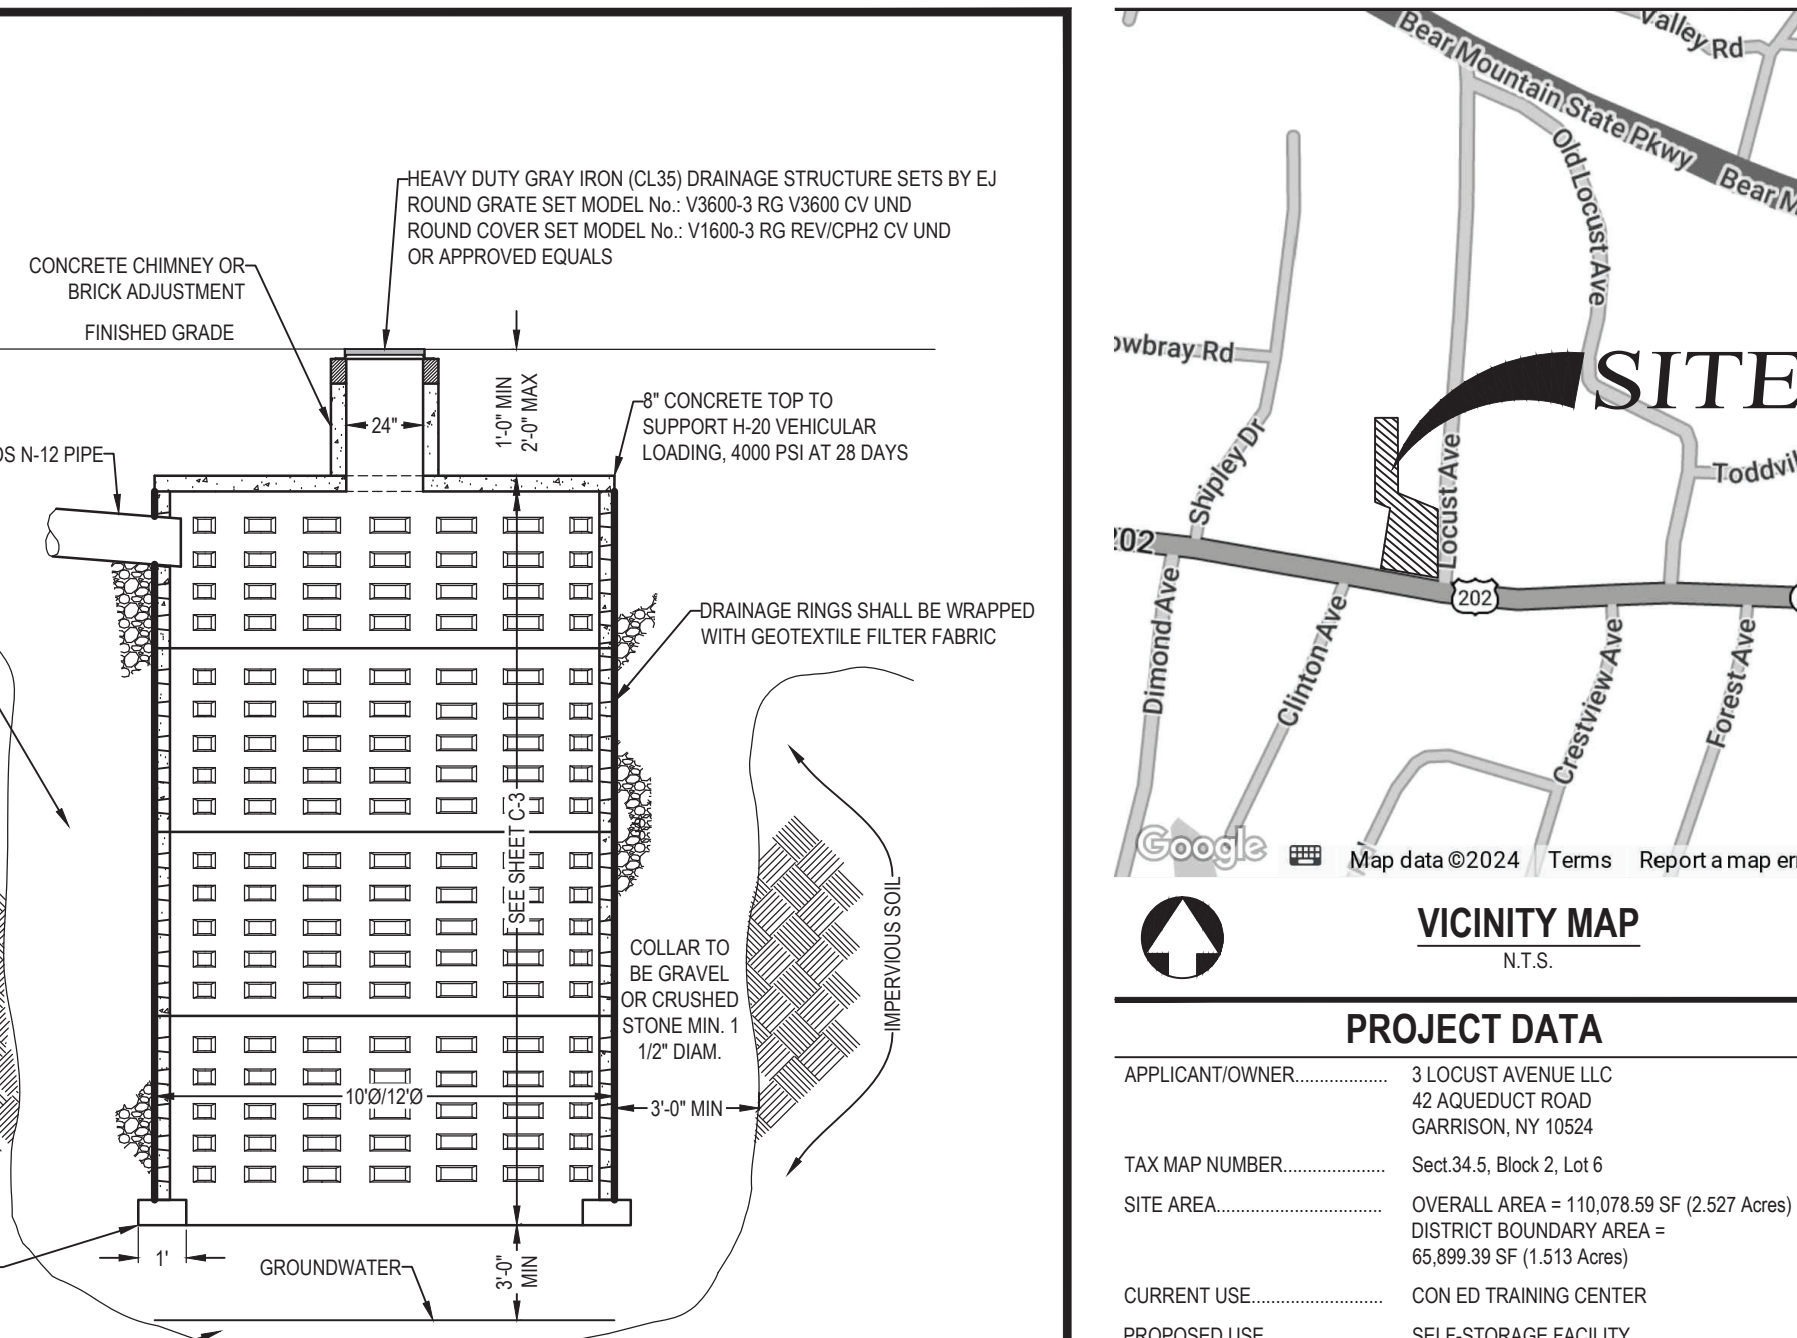 HEAVY DUTY GRAY IRON (CL35) DRAINAGE STRUCTURE SETS BY EJ
ROUND GRATE SET MODEL No.: V3600-3 RG V3600 CV UND
ROUND COVER SET MODEL No.: V1600-3 RG REV/CPH2 CV UND
OR APPROVED EQUALS
CONCRETE CHIMNEY OR
BRICK ADJUSTMENT
FINISHED GRADE
24"
1'-0" MIN
2'-0" MAX
8" CONCRETE TOP TO
SUPPORT H-20 VEHICULAR
LOADING, 4000 PSI AT 28 DAYS
N-12 PIPE
DRAINAGE RINGS SHALL BE WRAPPED
WITH GEOTEXTILE FILTER FABRIC
SEE SHEET C-3
COLLAR TO
BE GRAVEL
OR CRUSHED
STONE MIN. 1
1/2" DIAM.
IMPERVIOUS SOIL
10'Ø/12'Ø
3'-0" MIN
1'
GROUNDWATER
3'-0"
MIN
Valley Rd
Bear Mountain State Pkwy
Bear
Old Locust Ave
owbray Rd
SITE
Shipley Dr
Locust Ave
Toddvil
202
202
Dimond Ave
Clinton Ave
Crestview Ave
Forest Ave
Google
Map data ©2024 Terms Report a map err
VICINITY MAP
N.T.S.
PROJECT DATA
APPLICANT/OWNER................... 3 LOCUST AVENUE LLC
42 AQUEDUCT ROAD
GARRISON, NY 10524
TAX MAP NUMBER..................... Sect.34.5, Block 2, Lot 6
SITE AREA.................................. OVERALL AREA = 110,078.59 SF (2.527 Acres)
DISTRICT BOUNDARY AREA =
65,899.39 SF (1.513 Acres)
CURRENT USE........................... CON ED TRAINING CENTER
PROPOSED USE SELF-STORAGE FACILITY